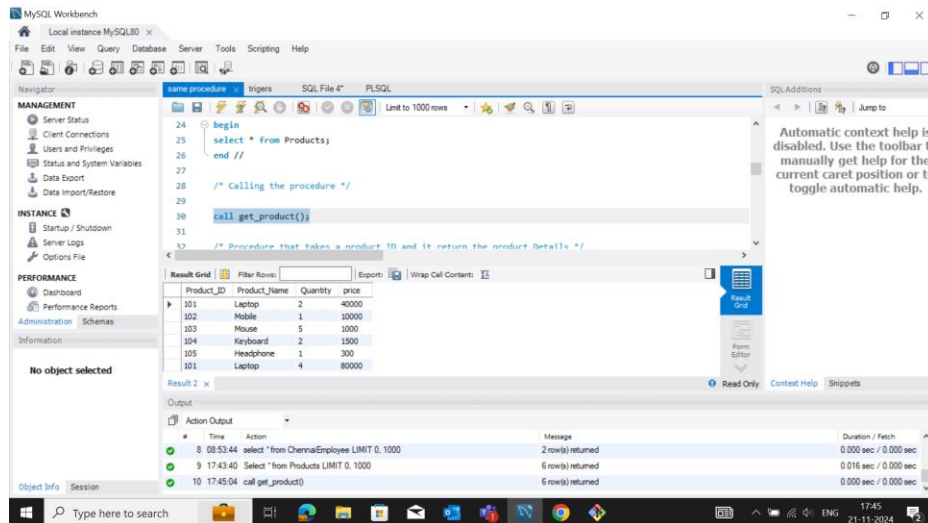 MySQL Workbench
Local instance MySQL80 ×
File Edit View Query Database Server Tools Scripting Help
Navigator
MANAGEMENT
Server Status
Client Connections
Users and Privileges
Status and System Variables
Data Export
Data Import/Restore
INSTANCE
Startup / Shutdown
Server Logs
Options File
PERFORMANCE
Dashboard
Performance Reports
Administration Schemas
Information
No object selected
Object Info Session
same procedure × trigers SQL File 4* PLSQL
Limit to 1000 rows
24 begin
25 select * from Products;
26 end //
27
28 /* Calling the procedure */
29
30 call get_product();
31
32 /* Procedure that takes a product ID and it return the product Details */
Result Grid Filter Rows: Export: Wrap Cell Content:
Product_ID Product_Name Quantity price
101 Laptop 2 40000
102 Mobile 1 10000
103 Mouse 5 1000
104 Keyboard 2 1500
105 Headphone 1 300
101 Laptop 4 80000
Result Grid
Form Editor
Result 2 × Read Only
Output
Action Output
# Time Action Message Duration / Fetch
8 08:53:44 select * from ChennaiEmployee LIMIT 0, 1000 2 row(s) returned 0.000 sec / 0.000 sec
9 17:43:40 Select * from Products LIMIT 0, 1000 6 row(s) returned 0.016 sec / 0.000 sec
10 17:45:04 call get_product() 6 row(s) returned 0.000 sec / 0.000 sec
SQLAdditions
Jump to
Automatic context help is
disabled. Use the toolbar t
manually get help for the
current caret position or t
toggle automatic help.
Context Help Snippets
Type here to search
ENG
17:45
21-11-2024